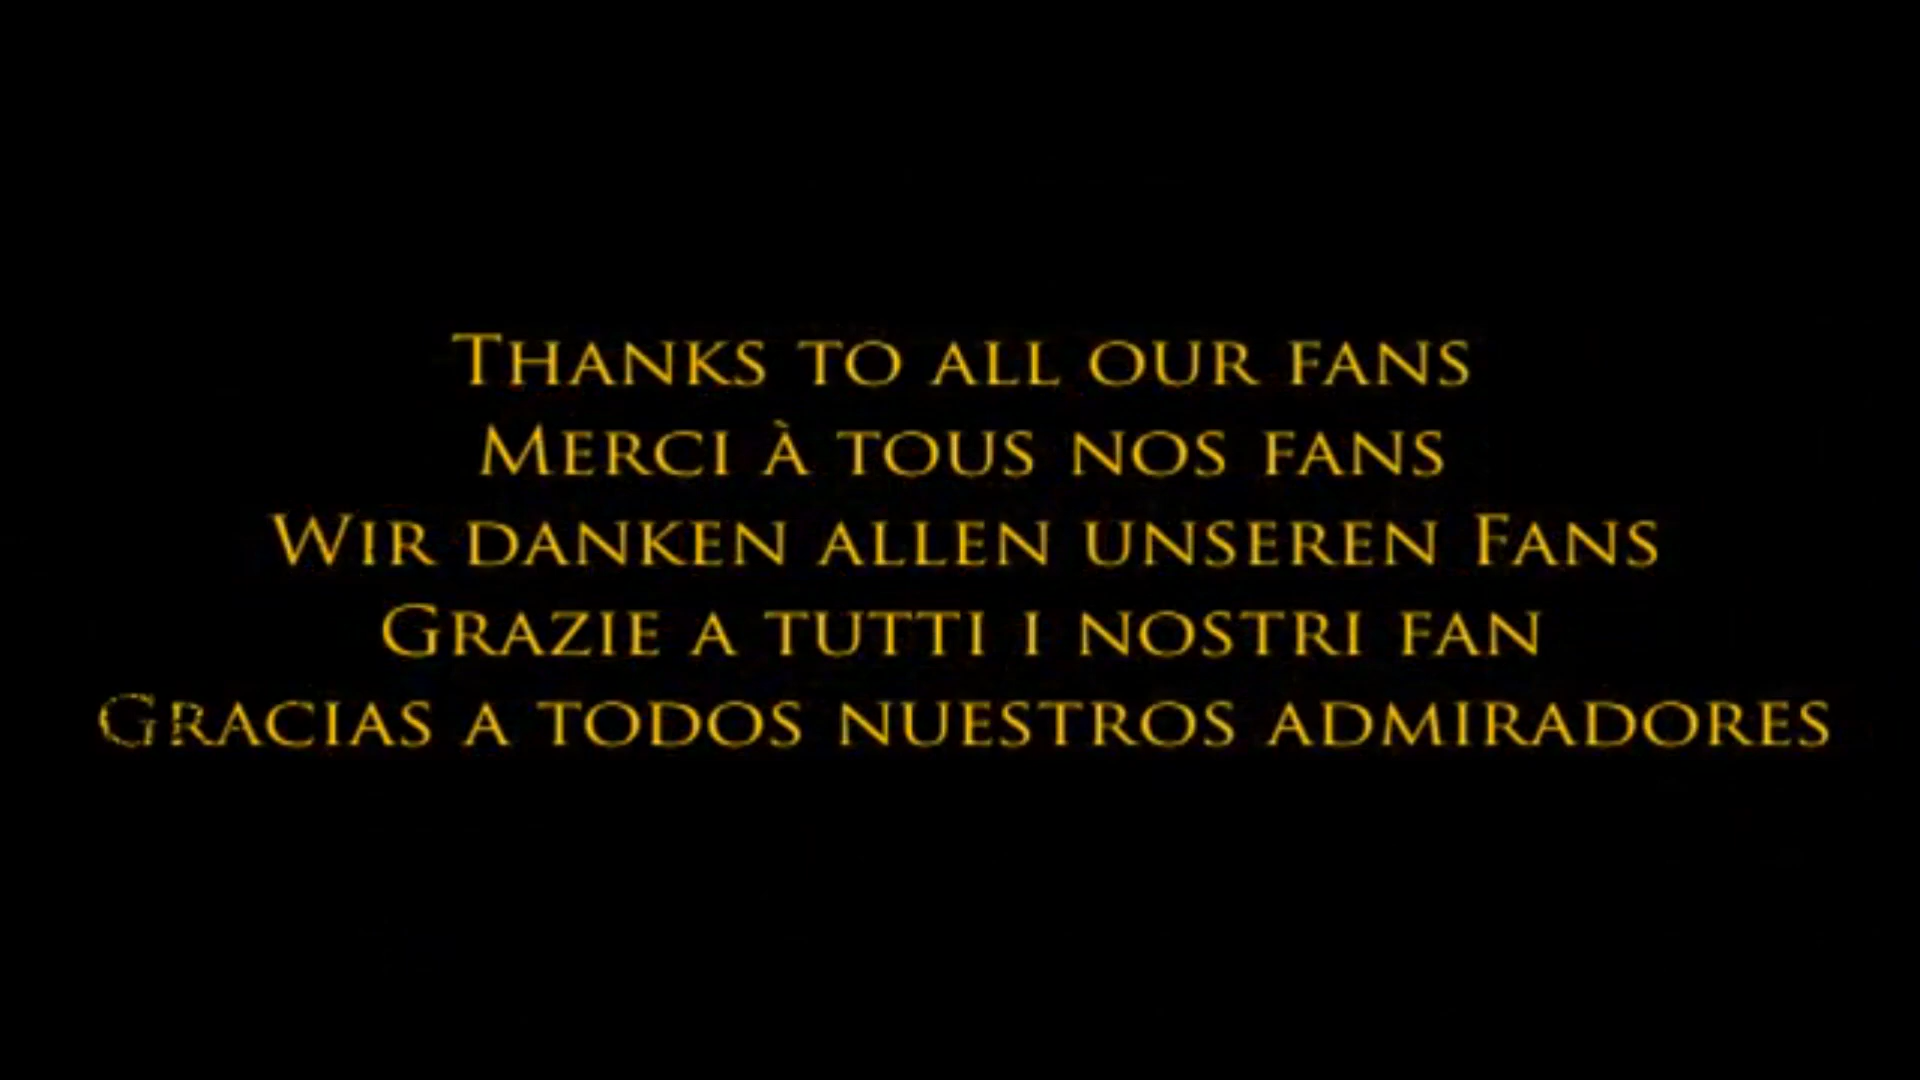 Thanks to all our fans
Merci à tous nos fans
Wir danken allen unseren Fans
Grazie a tutti i nostri fan
Gracias a todos nuestros admiradores